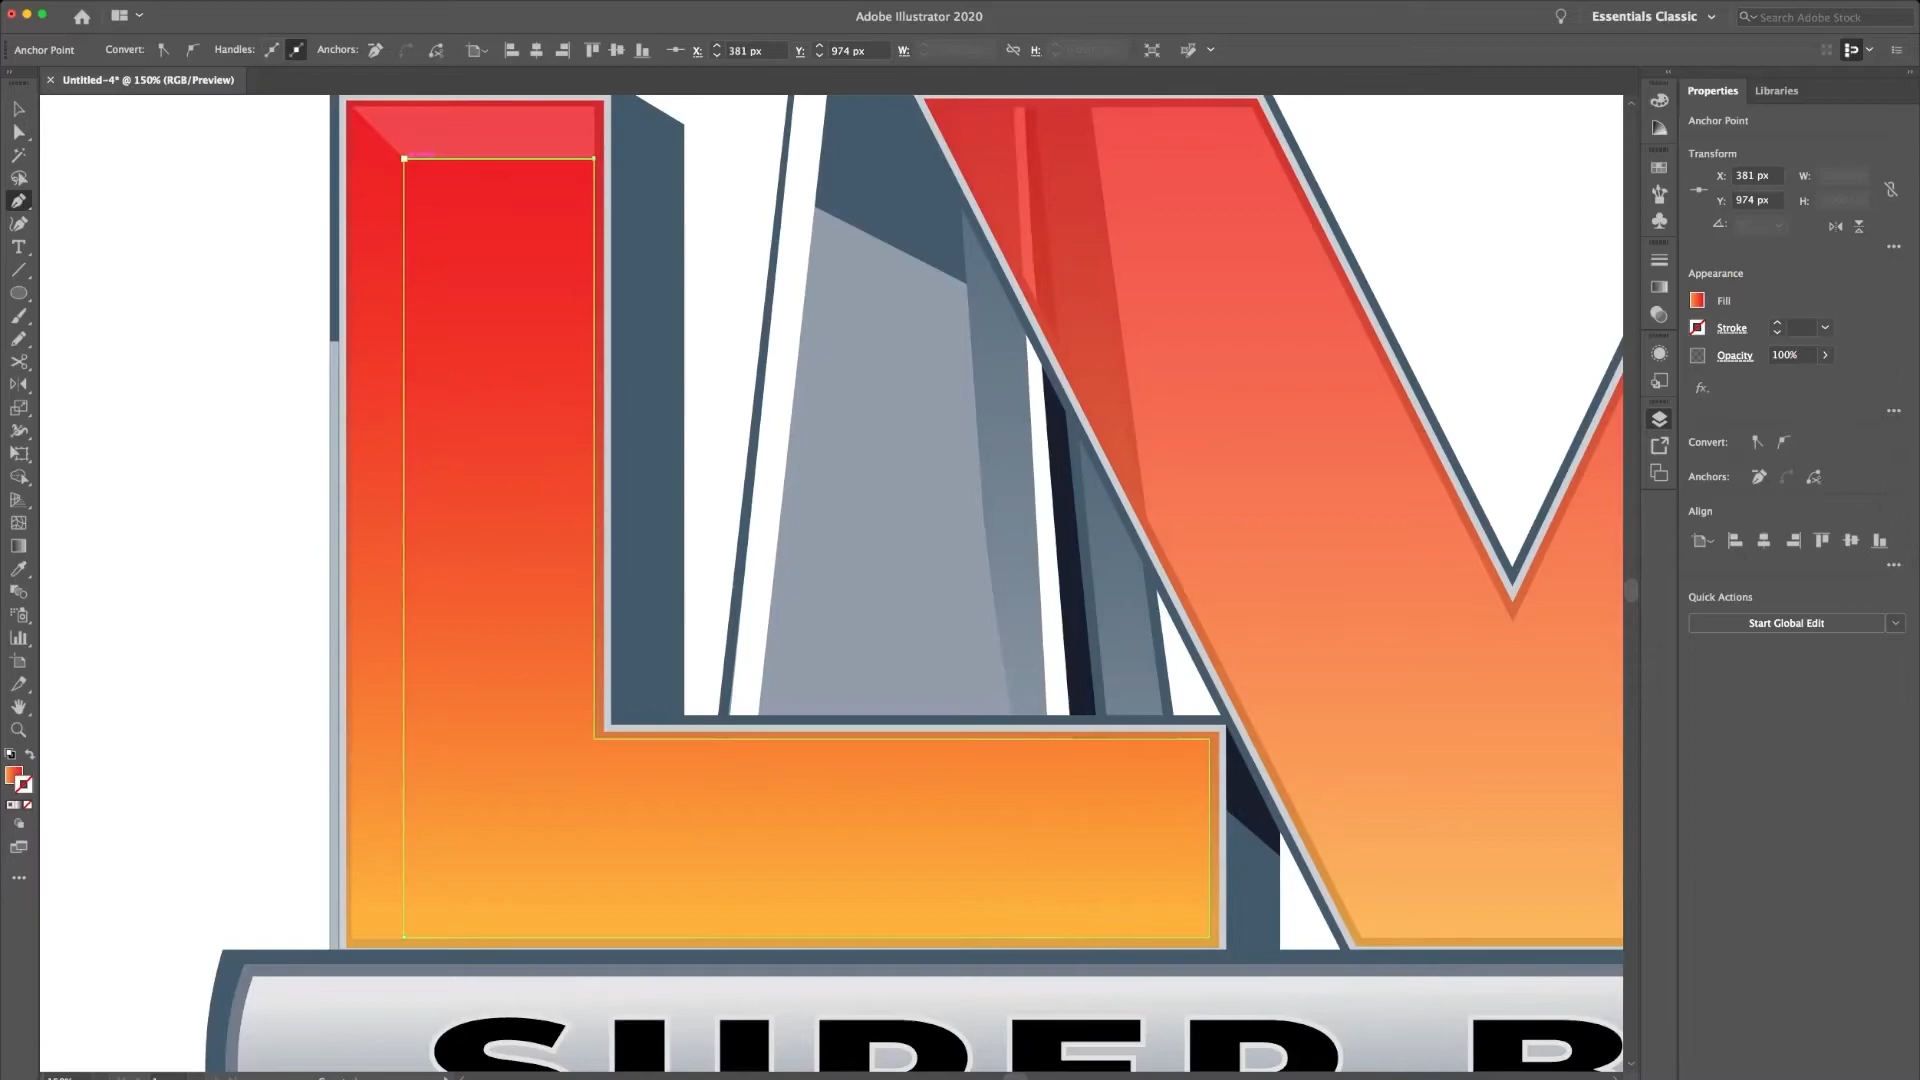 Adobe Illustrator 2020
Essentials Classic
Search Adobe Stock
Anchor Point
Convert:
Handles:
Anchors:
X:
381 px
Y:
974 px
W:
H:
Untitled-4* @ 150% (RGB/Preview)
Properties
Libraries
Anchor Point
Transform
X: 381 px W:
Y: 974 px H:
Appearance
Fill
Stroke
Opacity 100%
fx.
Convert:
Anchors:
Align
Quick Actions
Start Global Edit
SUPER B